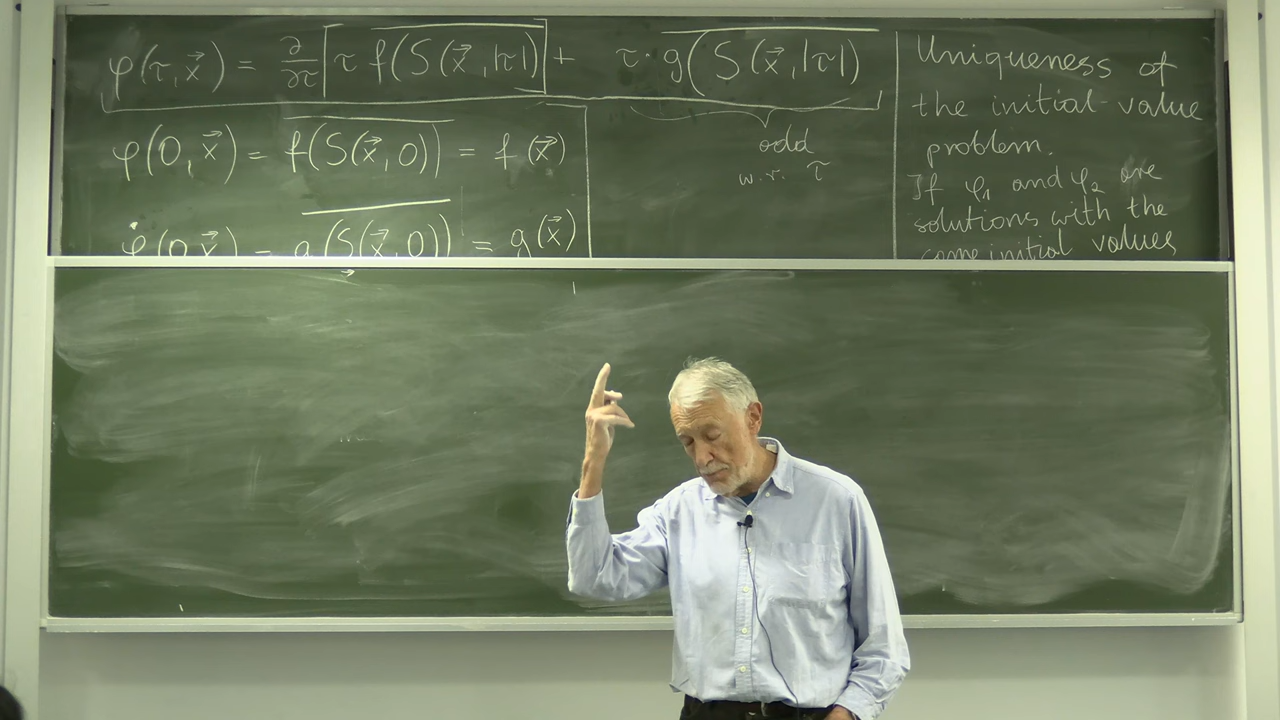 φ(τ,x⃗) = ∂/∂τ [τ f(S(x⃗,|τ|)] + τ·g(S(x⃗,|τ|)
φ(0,x⃗) = f(S(x⃗,0)) = f(x⃗)
odd
w.r. τ
φ̇(0,x⃗) = g(S(x⃗,0)) = g(x⃗)
Uniqueness of
the initial-value
problem.
If φ₁ and φ₂ are
solutions with the
same initial values